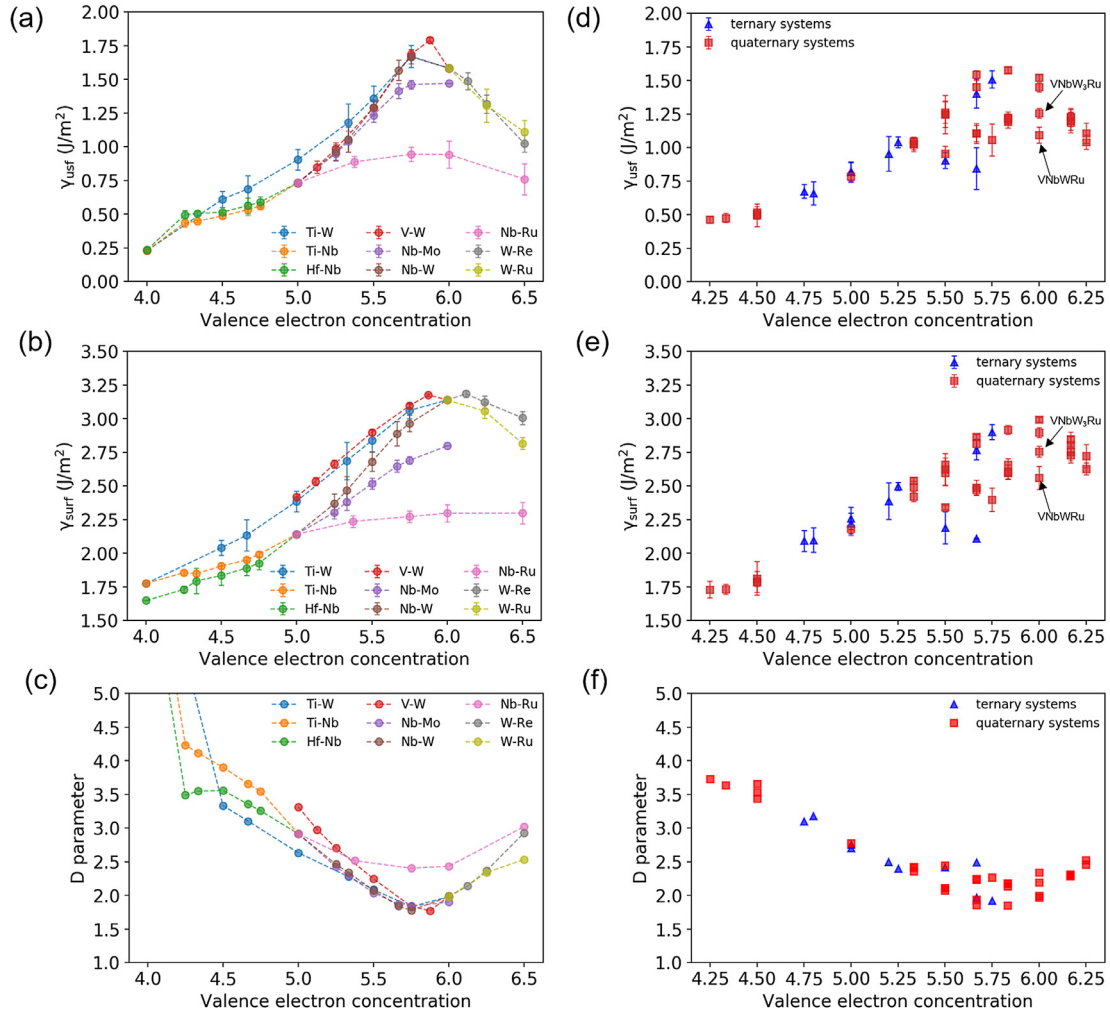 (a)
γusf (J/m²)
2.00
1.75
1.50
1.25
1.00
0.75
0.50
0.25
0.00
Ti-W
Ti-Nb
Hf-Nb
V-W
Nb-Mo
Nb-W
Nb-Ru
W-Re
W-Ru
4.0 4.5 5.0 5.5 6.0 6.5
Valence electron concentration
(d)
γusf (J/m²)
2.00
1.75
1.50
1.25
1.00
0.75
0.50
0.25
0.00
ternary systems
quaternary systems
VNbW₃Ru
VNbWRu
4.25 4.50 4.75 5.00 5.25 5.50 5.75 6.00 6.25
Valence electron concentration
(b)
γsurf (J/m²)
3.50
3.25
3.00
2.75
2.50
2.25
2.00
1.75
1.50
Ti-W
Ti-Nb
Hf-Nb
V-W
Nb-Mo
Nb-W
Nb-Ru
W-Re
W-Ru
4.0 4.5 5.0 5.5 6.0 6.5
Valence electron concentration
(e)
γsurf (J/m²)
3.50
3.25
3.00
2.75
2.50
2.25
2.00
1.75
1.50
ternary systems
quaternary systems
VNbW₃Ru
VNbWRu
4.25 4.50 4.75 5.00 5.25 5.50 5.75 6.00 6.25
Valence electron concentration
(c)
D parameter
5.0
4.5
4.0
3.5
3.0
2.5
2.0
1.5
1.0
Ti-W
Ti-Nb
Hf-Nb
V-W
Nb-Mo
Nb-W
Nb-Ru
W-Re
W-Ru
4.0 4.5 5.0 5.5 6.0 6.5
Valence electron concentration
(f)
D parameter
5.0
4.5
4.0
3.5
3.0
2.5
2.0
1.5
1.0
ternary systems
quaternary systems
4.25 4.50 4.75 5.00 5.25 5.50 5.75 6.00 6.25
Valence electron concentration